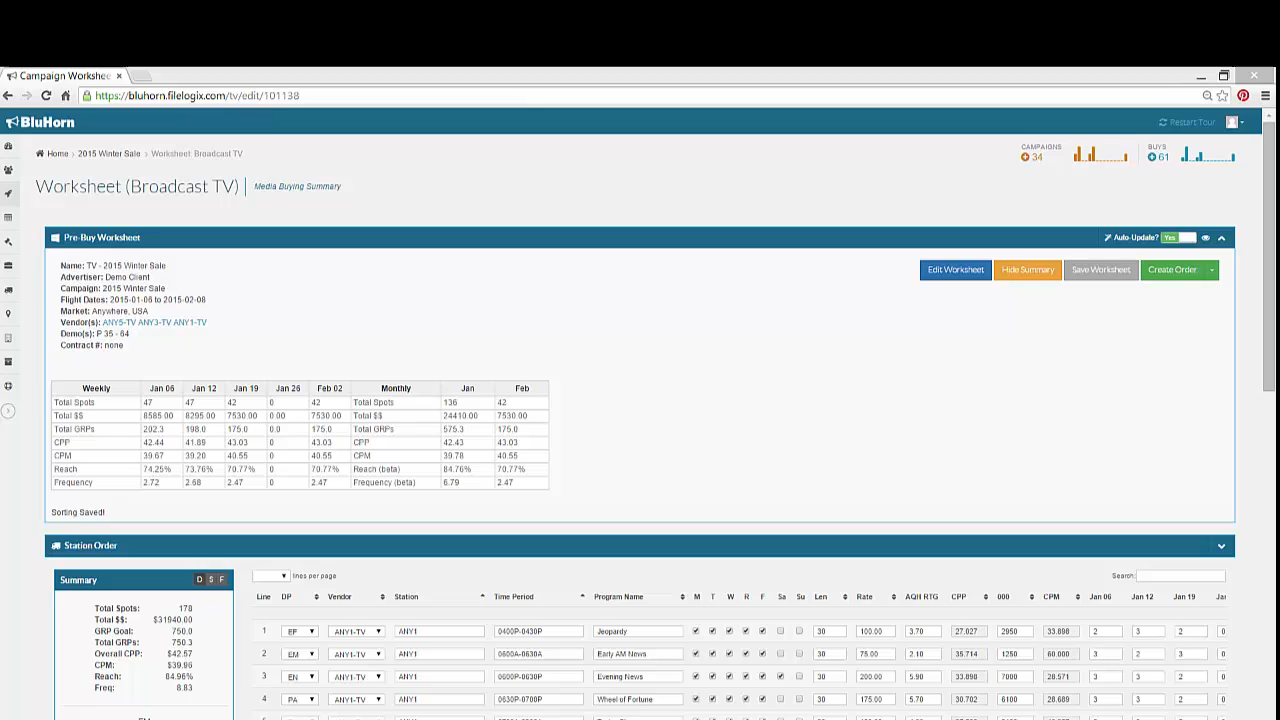 Campaign Workshee ×
https://bluhorn.filelogix.com/tv/edit/101138
BluHorn
Restart Tour
Home > 2015 Winter Sale > Worksheet: Broadcast TV
CAMPAIGNS
34
BUYS
61
Worksheet (Broadcast TV) | Media Buying Summary
Pre-Buy Worksheet
Auto-Update? Yes
Name: TV - 2015 Winter Sale
Advertiser: Demo Client
Campaign: 2015 Winter Sale
Flight Dates: 2015-01-06 to 2015-02-08
Market: Anywhere, USA
Vendor(s): ANY5-TV ANY3-TV ANY1-TV
Demo(s): P 35 - 64
Contract #: none
Edit Worksheet Hide Summary Save Worksheet Create Order
Weekly Jan 06 Jan 12 Jan 19 Jan 26 Feb 02 Monthly Jan Feb
Total Spots 47 47 42 0 42 Total Spots 136 42
Total $$ 8585.00 8295.00 7530.00 0.00 7530.00 Total $$ 24410.00 7530.00
Total GRPs 202.3 198.0 175.0 0.0 175.0 Total GRPs 575.3 175.0
CPP 42.44 41.89 43.03 0 43.03 CPP 42.43 43.03
CPM 39.67 39.20 40.55 0 40.55 CPM 39.78 40.55
Reach 74.25% 73.76% 70.77% 0 70.77% Reach (beta) 84.76% 70.77%
Frequency 2.72 2.68 2.47 0 2.47 Frequency (beta) 6.79 2.47
Sorting Saved!
Station Order
Summary D S F
Total Spots: 178
Total $$: $31940.00
GRP Goal: 750.0
Total GRPs: 750.3
Overall CPP: $42.57
CPM: $39.96
Reach: 84.96%
Freq: 8.83
lines per page
Search:
Line DP Vendor Station Time Period Program Name M T W R F Sa Su Len Rate AQH RTG CPP 000 CPM Jan 06 Jan 12 Jan 19
1 EF ANY1-TV ANY1 0400P-0430P Jeopardy 30 100.00 3.70 27.027 2950 33.898 2 3 2 0
2 EM ANY1-TV ANY1 0600A-0630A Early AM News 30 75.00 2.10 35.714 1250 60.000 3 2 3 0
3 EN ANY1-TV ANY1 0600P-0630P Evening News 30 200.00 5.90 33.898 7000 28.571 3 3 2 0
4 PA ANY1-TV ANY1 0630P-0700P Wheel of Fortune 30 175.00 5.70 30.702 6100 28.689 3 3 2 0